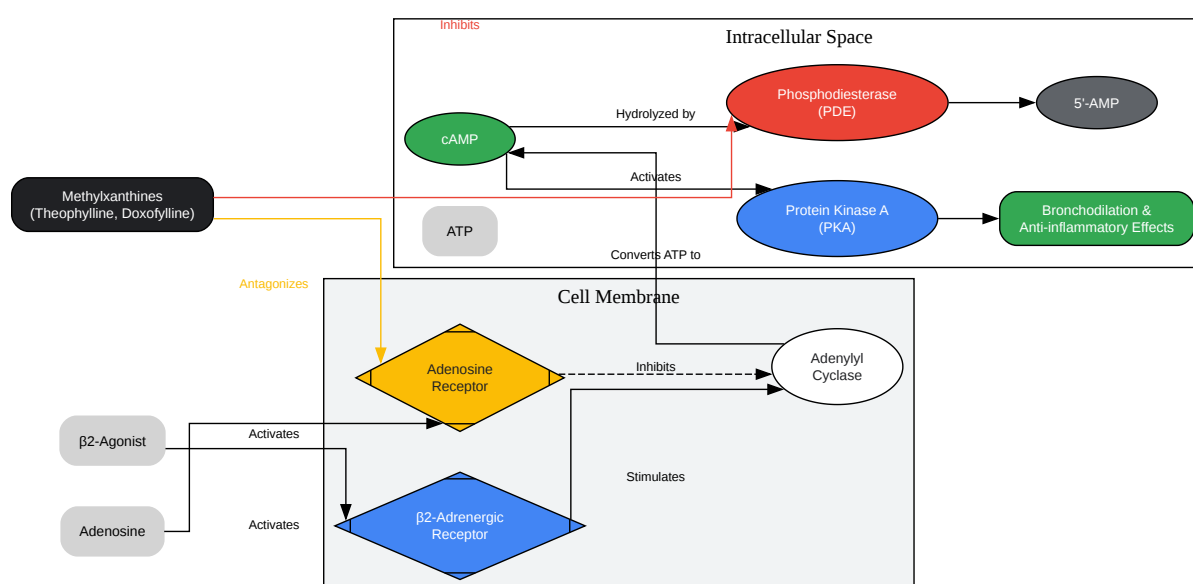 Inhibits
Intracellular Space
Phosphodiesterase
(PDE)
5'-AMP
Hydrolyzed by
cAMP
Activates
Methylxanthines
(Theophylline, Doxofylline)
Protein Kinase A
(PKA)
Bronchodilation &
Anti-inflammatory Effects
ATP
Converts ATP to
Antagonizes
Cell Membrane
Adenosine
Receptor
Inhibits
Adenylyl
Cyclase
β2-Agonist
Activates
Stimulates
Adenosine
Activates
β2-Adrenergic
Receptor